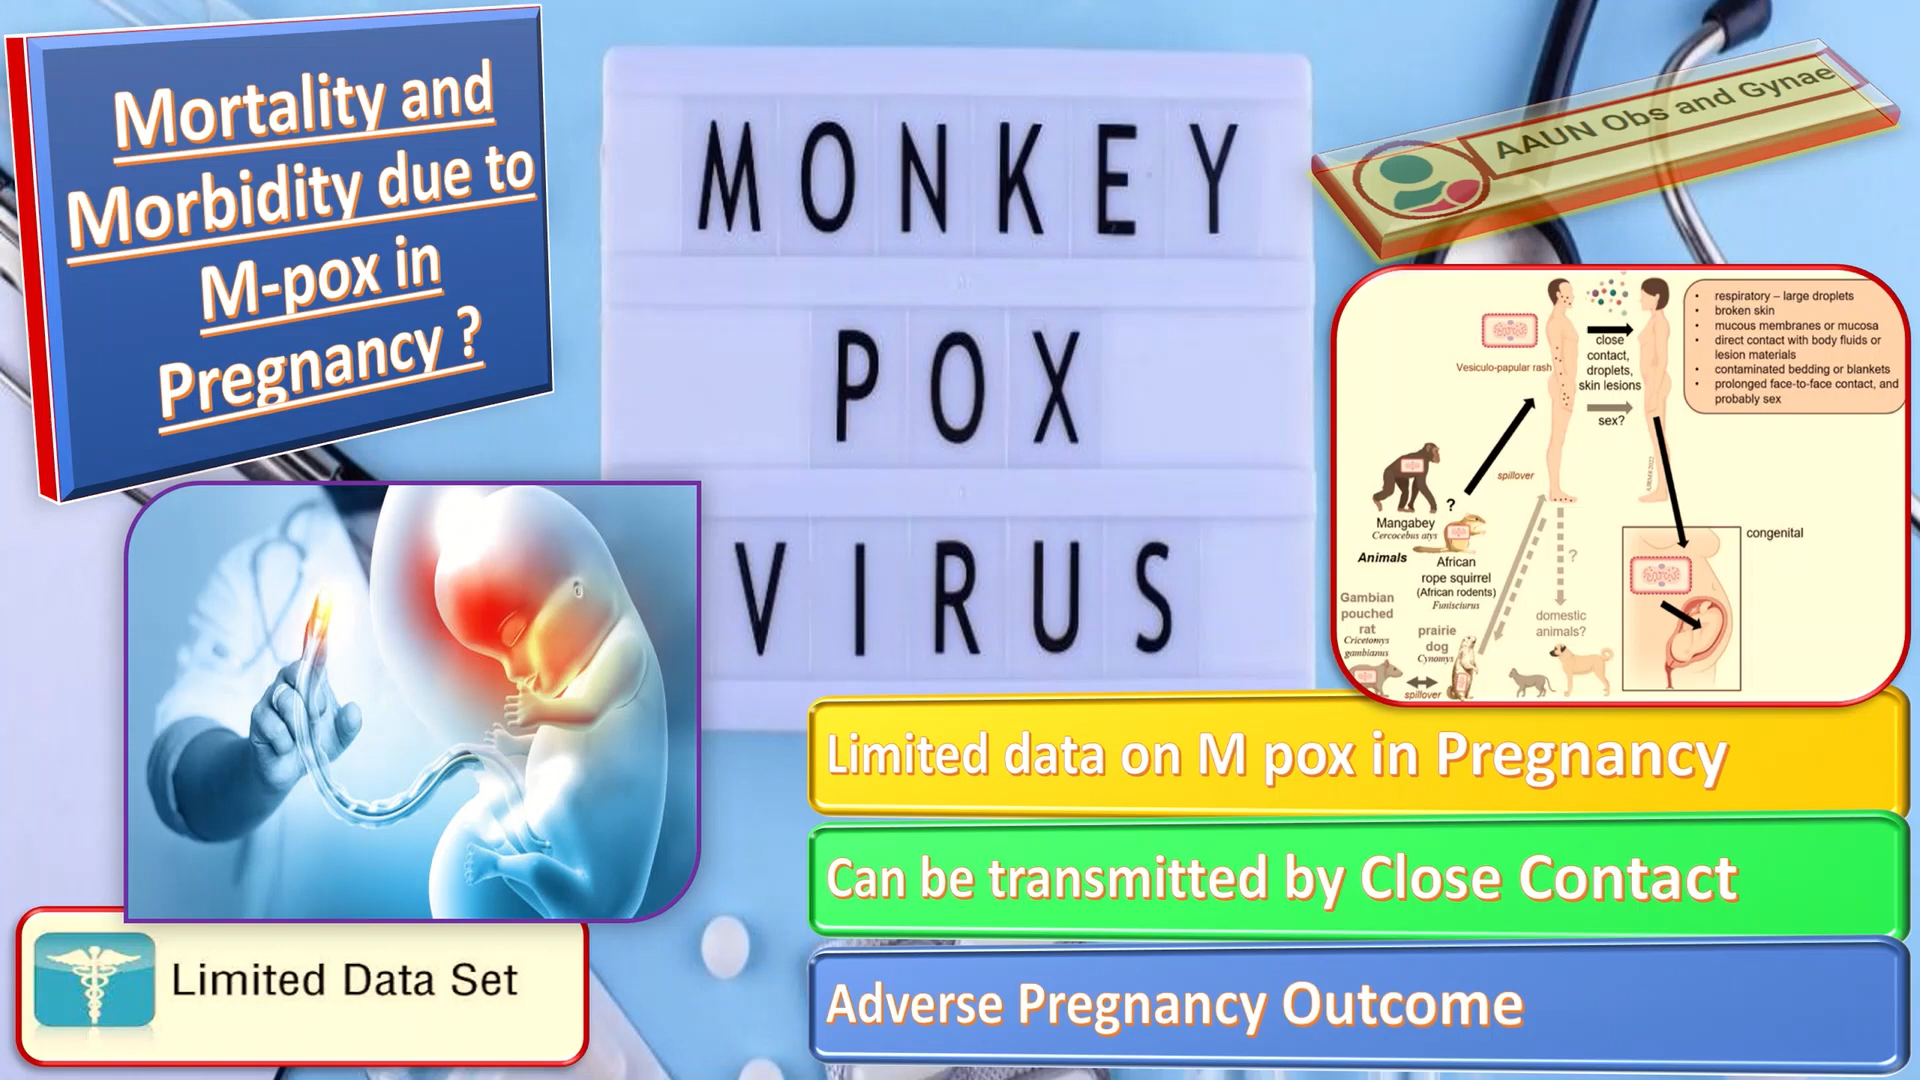 Mortality and
Morbidity due to
M-pox in
Pregnancy ?
MONKEY
POX
VIRUS
AAUN Obs and Gynae
respiratory – large droplets
broken skin
mucous membranes or mucosa
direct contact with body fluids or
lesion materials
contaminated bedding or blankets
prolonged face-to-face contact, and
probably sex
close
contact,
droplets,
skin lesions
sex?
Vesiculo-papular rash
spillover
?
Mangabey
Cercocebus atys
Animals
African
rope squirrel
(African rodents)
Funisciurus
Gambian
pouched
rat
Cricetomys
gambianus
prairie
dog
Cynomys
spillover
?
domestic
animals?
congenital
Limited data on M pox in Pregnancy
Can be transmitted by Close Contact
Adverse Pregnancy Outcome
Limited Data Set